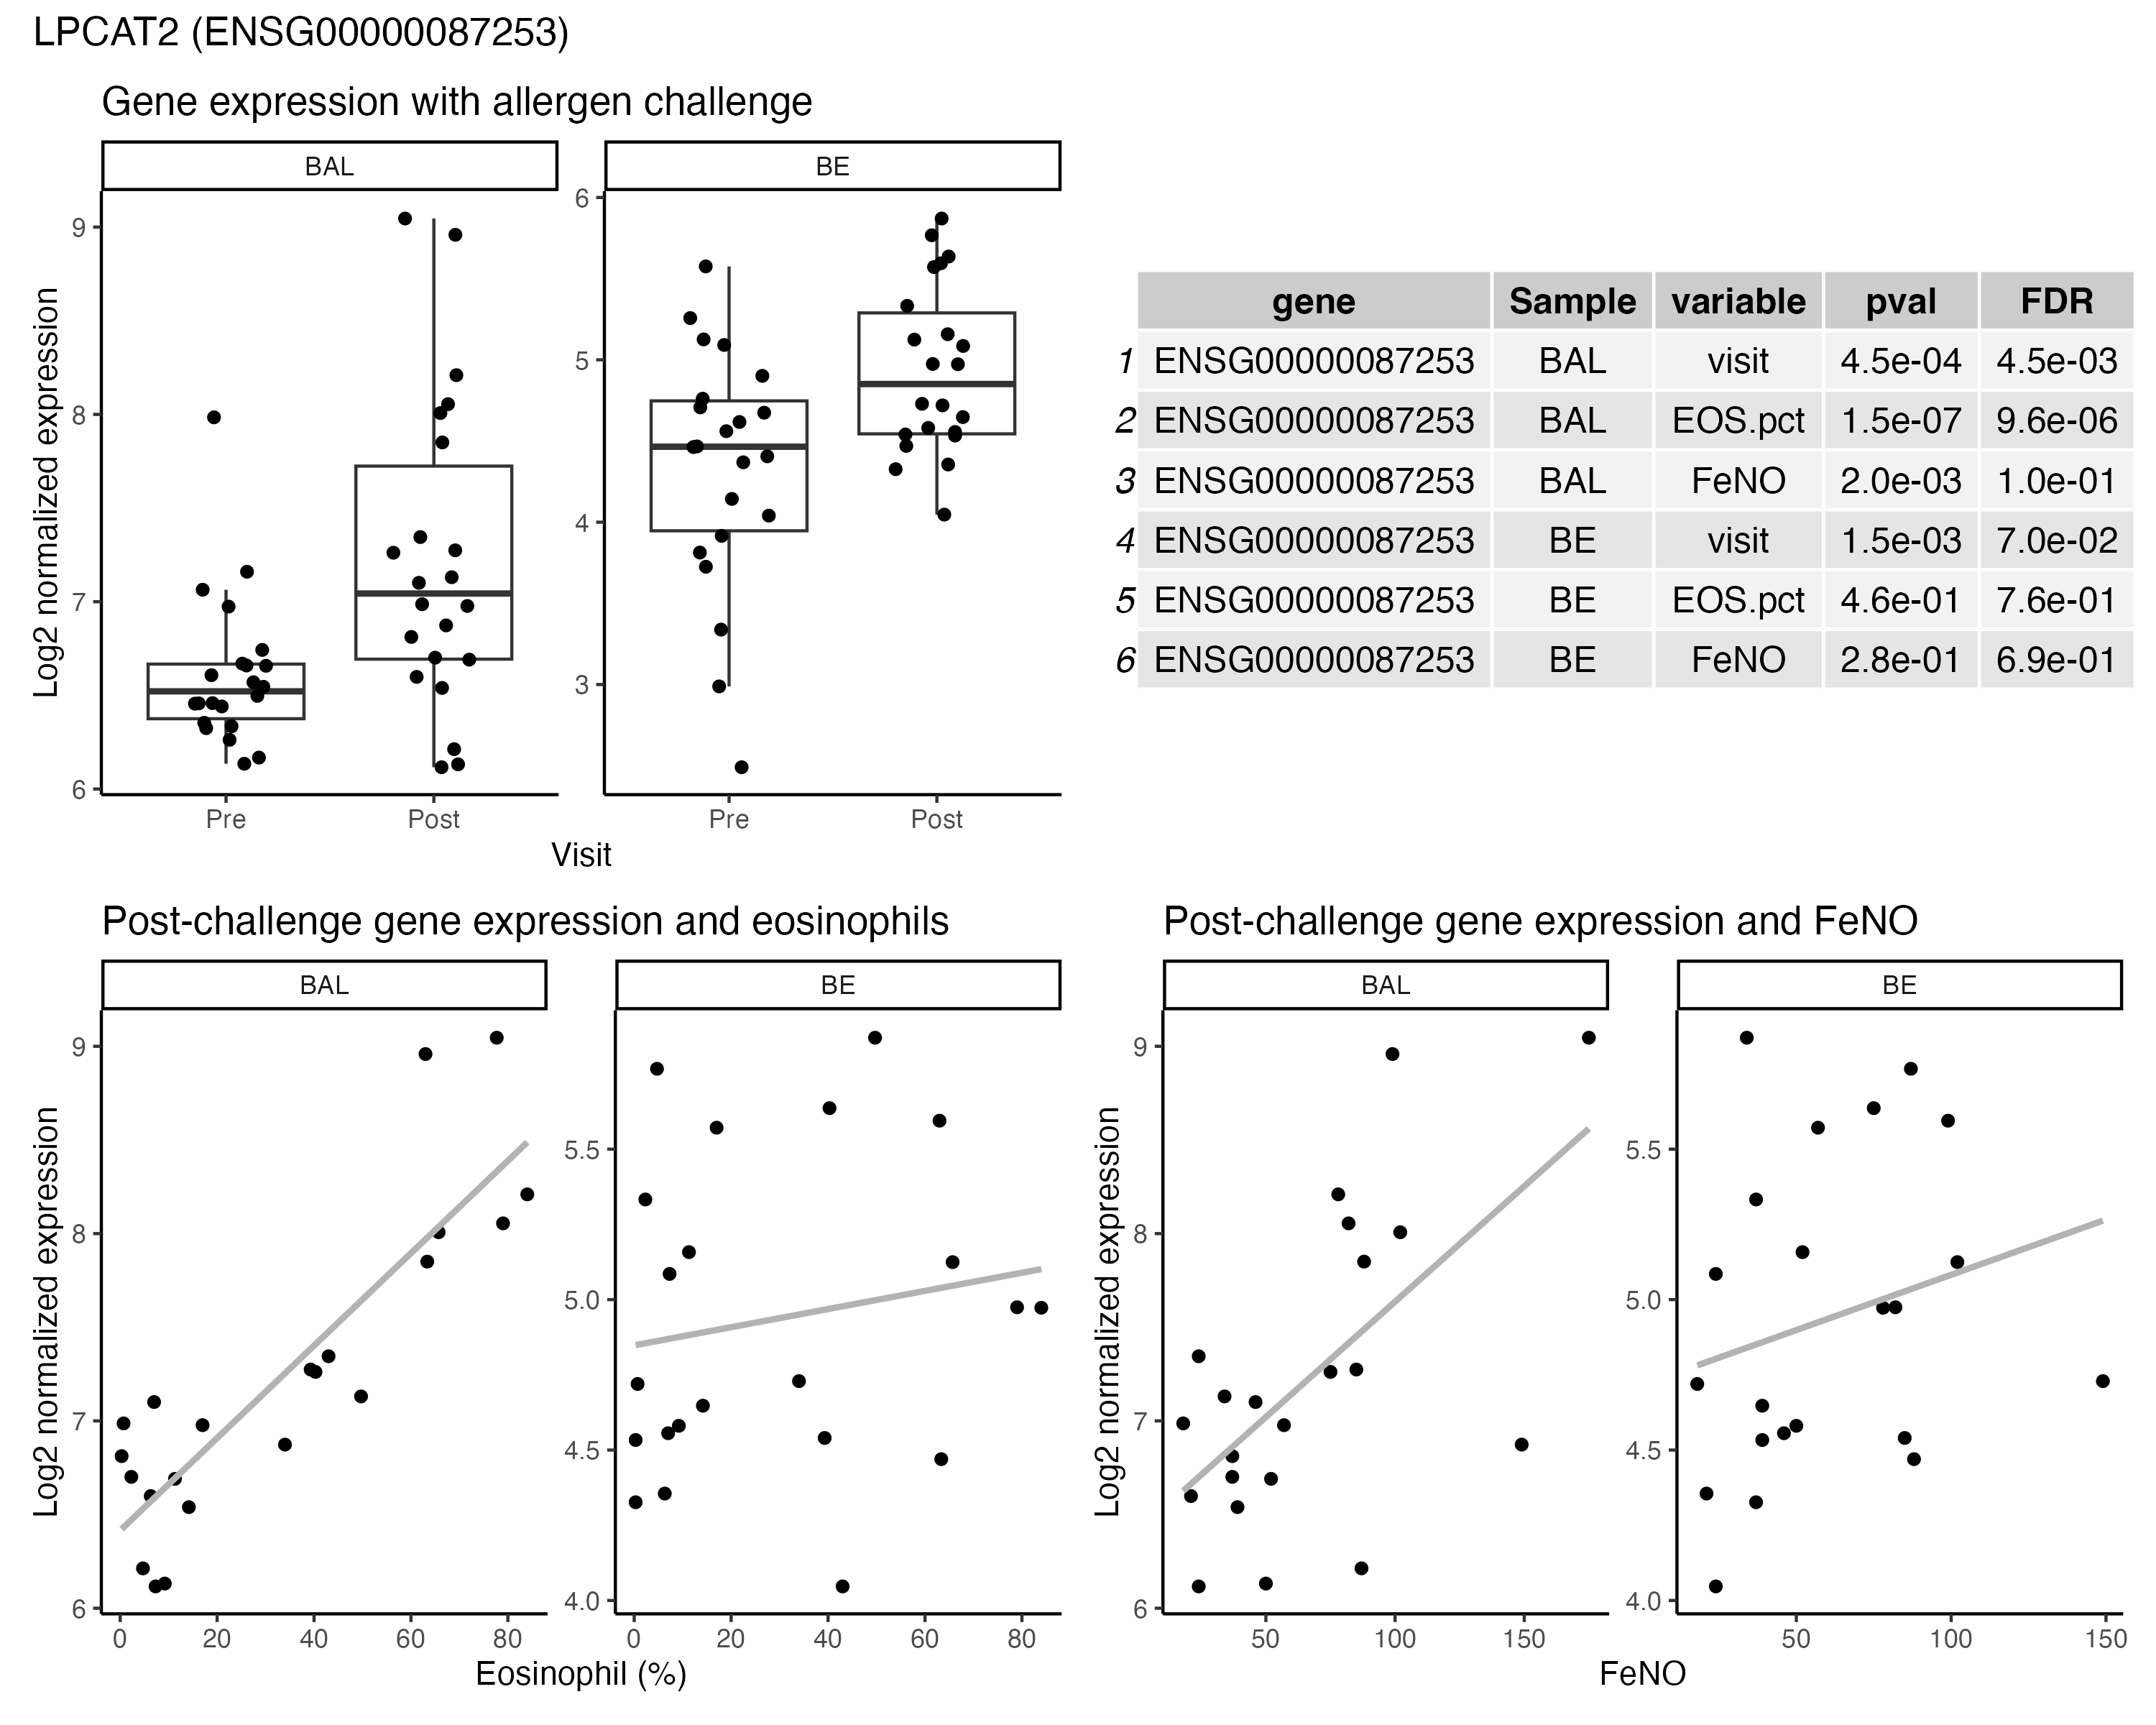 LPCAT2 (ENSG00000087253)
Gene expression with allergen challenge
BAL
BE
Log2 normalized expression
9
8
7
6
6
5
4
3
Pre
Post
Pre
Post
Visit
gene Sample variable pval FDR
1 ENSG00000087253 BAL visit 4.5e-04 4.5e-03
2 ENSG00000087253 BAL EOS.pct 1.5e-07 9.6e-06
3 ENSG00000087253 BAL FeNO 2.0e-03 1.0e-01
4 ENSG00000087253 BE visit 1.5e-03 7.0e-02
5 ENSG00000087253 BE EOS.pct 4.6e-01 7.6e-01
6 ENSG00000087253 BE FeNO 2.8e-01 6.9e-01
Post-challenge gene expression and eosinophils
BAL
BE
Log2 normalized expression
9
8
7
6
5.5
5.0
4.5
4.0
0 20 40 60 80
0 20 40 60 80
Eosinophil (%)
Post-challenge gene expression and FeNO
BAL
BE
Log2 normalized expression
9
8
7
6
5.5
5.0
4.5
4.0
50 100 150
50 100 150
FeNO